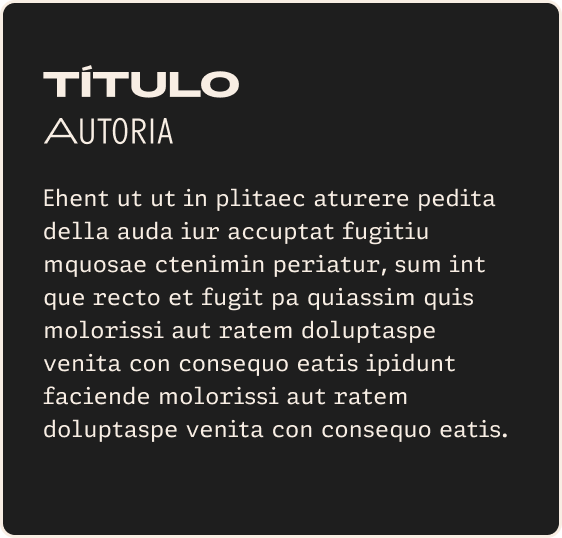 TÍTULO
AUTORIA
Ehent ut ut in plitaec aturere pedita
della auda iur accuptat fugitiu
mquosae ctenimin periatur, sum int
que recto et fugit pa quiassim quis
molorissi aut ratem doluptaspe
venita con consequo eatis ipidunt
faciende molorissi aut ratem
doluptaspe venita con consequo eatis.